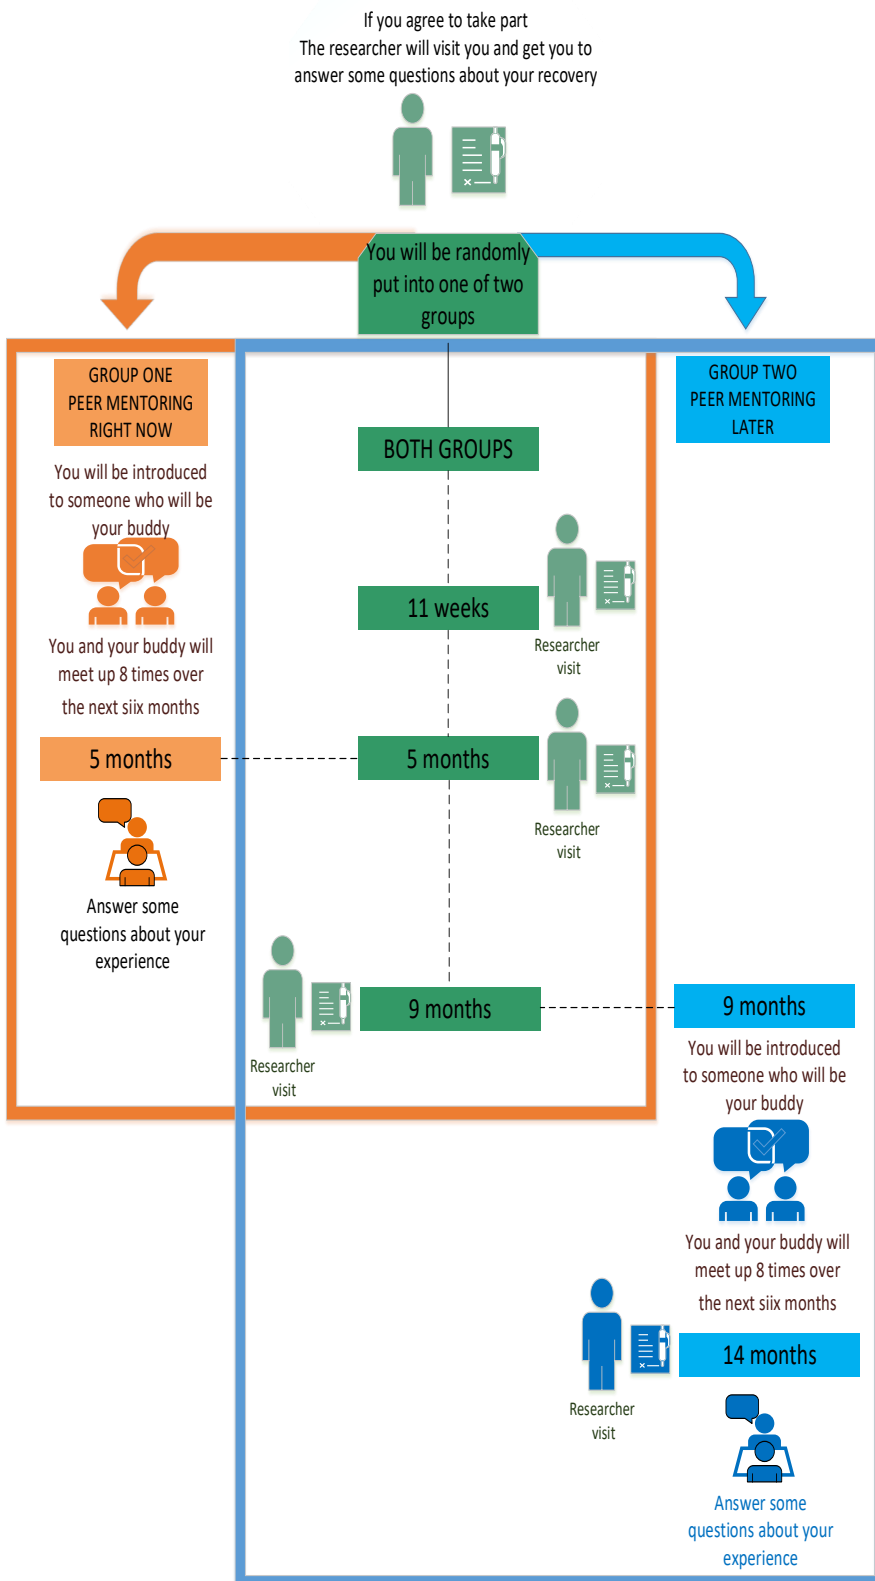 If you agree to take part
The researcher will visit you and get you to
answer some questions about your recovery
You will be randomly
put into one of two
groups
GROUP ONE
PEER MENTORING
RIGHT NOW
You will be introduced
to someone who will be
your buddy
You and your buddy will
meet up 8 times over
the next siix months
5 months
Answer some
questions about your
experience
BOTH GROUPS
11 weeks
Researcher
visit
5 months
Researcher
visit
9 months
Researcher
visit
GROUP TWO
PEER MENTORING
LATER
9 months
You will be introduced
to someone who will be
your buddy
You and your buddy will
meet up 8 times over
the next siix months
14 months
Researcher
visit
Answer some
questions about your
experience